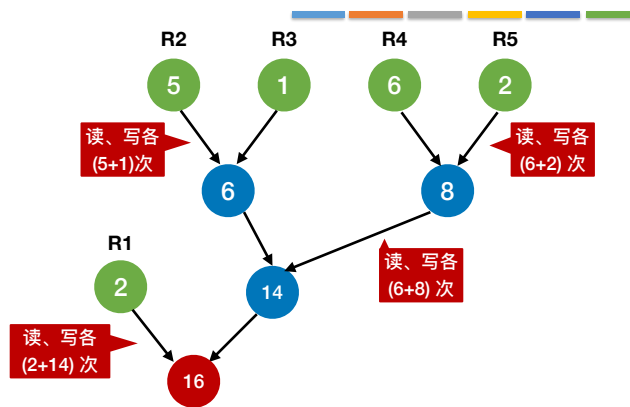 R2
R3
R4
R5
5
1
6
2
读、写各
(5+1)次
读、写各
(6+2) 次
6
8
R1
读、写各
(6+8) 次
2
14
读、写各
(2+14) 次
16